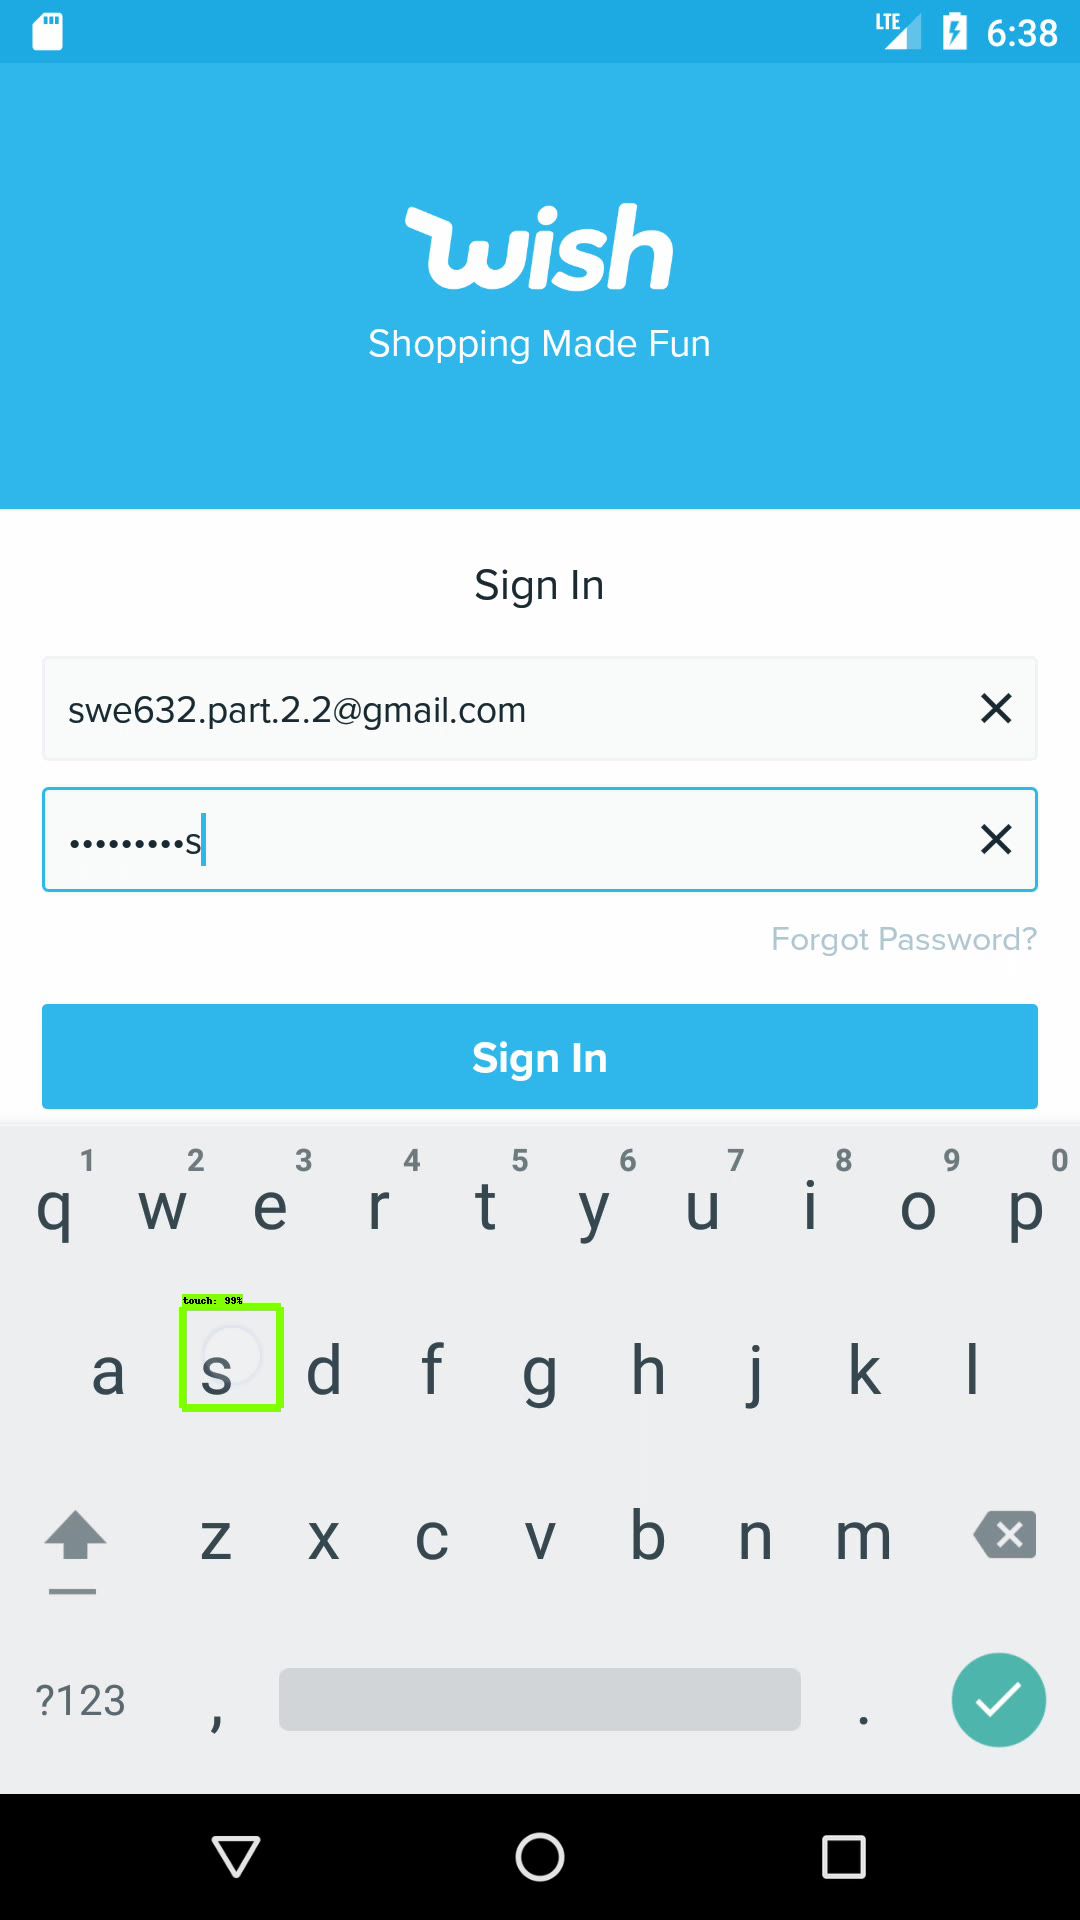 LTE 6:38
wish
Shopping Made Fun
Sign In
swe632.part.2.2@gmail.com
•••••••••s
Forgot Password?
Sign In
1 2 3 4 5 6 7 8 9 0
q w e r t y u i o p
touch: 99%
a s d f g h j k l
z x c v b n m
?123 , .